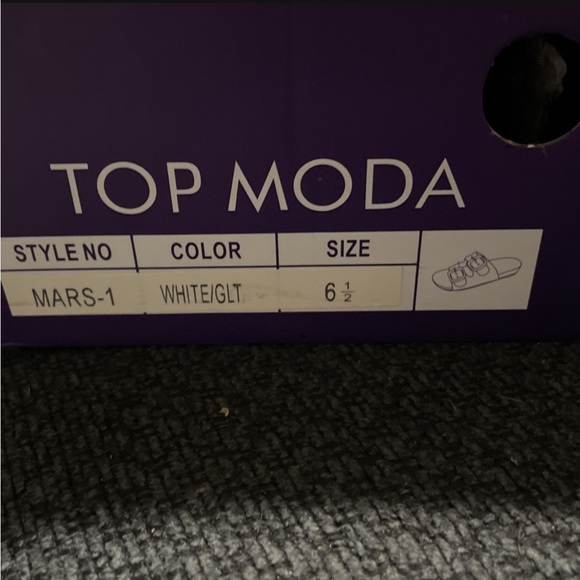 TOP MODA
STYLE NO COLOR SIZE
MARS-1 WHITE/GLT 6 1/2